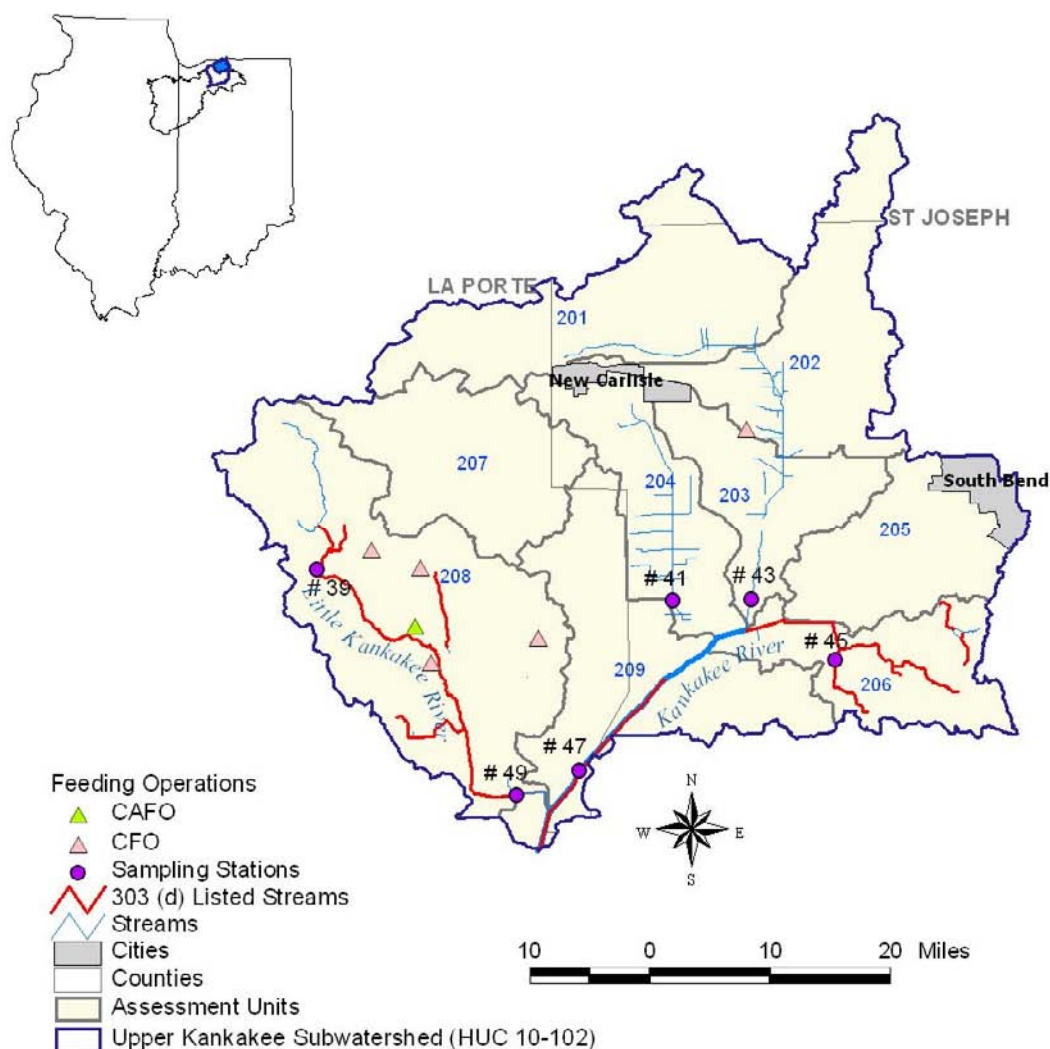 ST JOSEPH
LA PORTE
201
202
New Carlisle
207
204
203
South Bend
205
208
# 39
# 41
# 43
Little Kankakee River
209
Kankakee River
# 45
206
# 47
# 49
Feeding Operations
CAFO
CFO
Sampling Stations
303 (d) Listed Streams
Streams
Cities
Counties
Assessment Units
Upper Kankakee Subwatershed (HUC 10-102)
N
W E
S
10 0 10 20 Miles